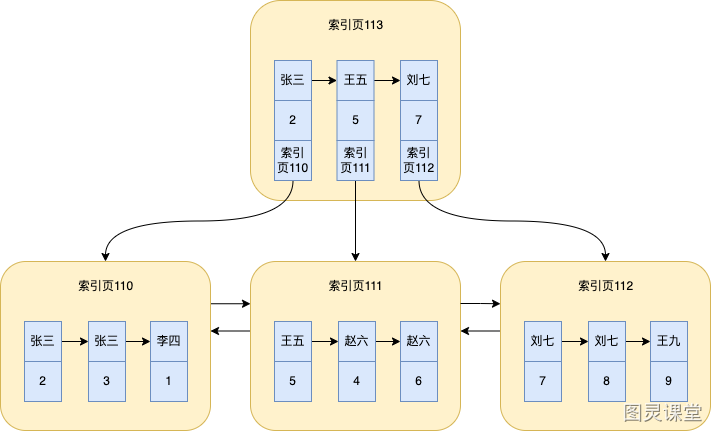 索引页113
张三 王五 刘七
2 5 7
索引 索引 索引
页110 页111 页112
索引页110 索引页111 索引页112
张三 张三 李四 王五 赵六 赵六 刘七 刘七 王九
2 3 1 5 4 6 7 8 9
图灵课堂